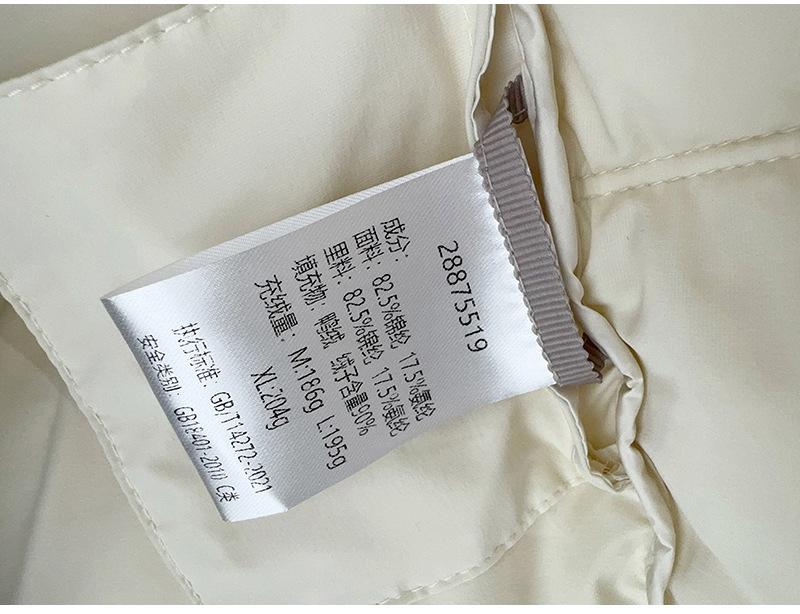 28875519
成分：
面料：82.5%锦纶 17.5%氨纶
里料：82.5%锦纶 17.5%氨纶
填充物：鸭绒 绒子含量90%
充绒量：M:186g L:195g
XL:204g
执行标准：GB/T14272-2021
安全类别：GB18401-2010 C类